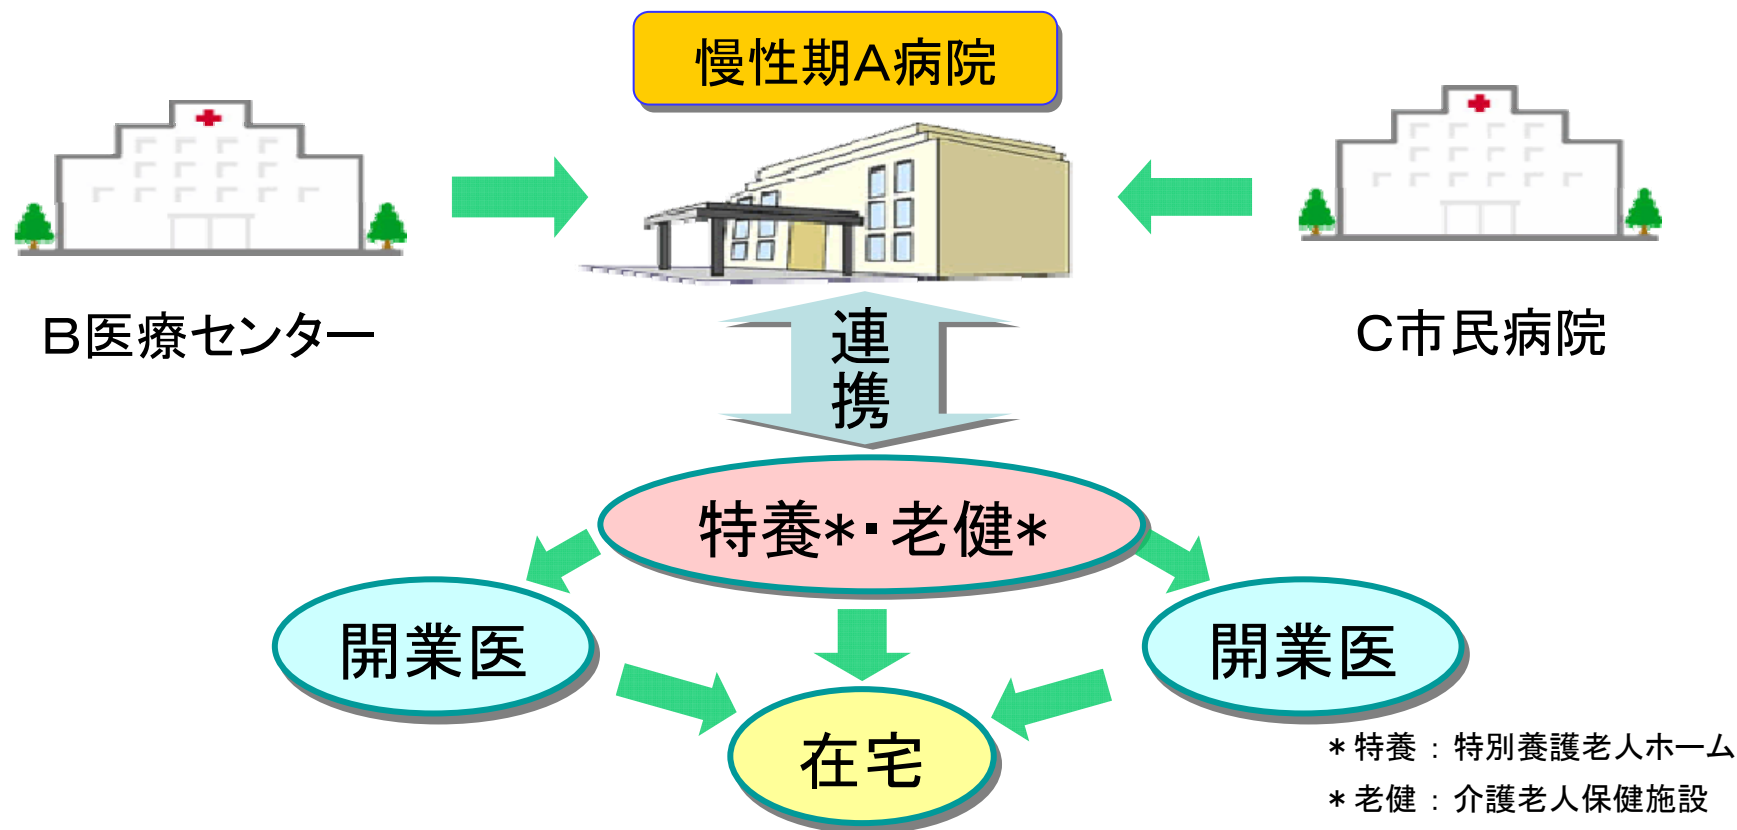 慢性期A病院
B医療センター
C市民病院
連
携
特養*・老健*
開業医
開業医
在宅
*特養 : 特別養護老人ホーム
*老健 : 介護老人保健施設